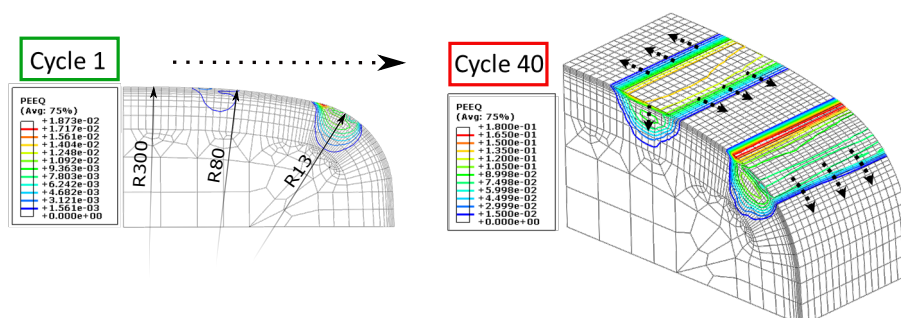 Cycle 1
PEEQ
(Avg: 75%)
+1.873e-02
+1.717e-02
+1.561e-02
+1.404e-02
+1.248e-02
+1.092e-02
+9.363e-03
+7.803e-03
+6.242e-03
+4.682e-03
+3.121e-03
+1.561e-03
+0.000e+00
R300
R80
R13
Cycle 40
PEEQ
(Avg: 75%)
+1.800e-01
+1.650e-01
+1.500e-01
+1.350e-01
+1.200e-01
+1.050e-01
+8.998e-02
+7.498e-02
+5.998e-02
+4.499e-02
+2.999e-02
+1.500e-02
+0.000e+00